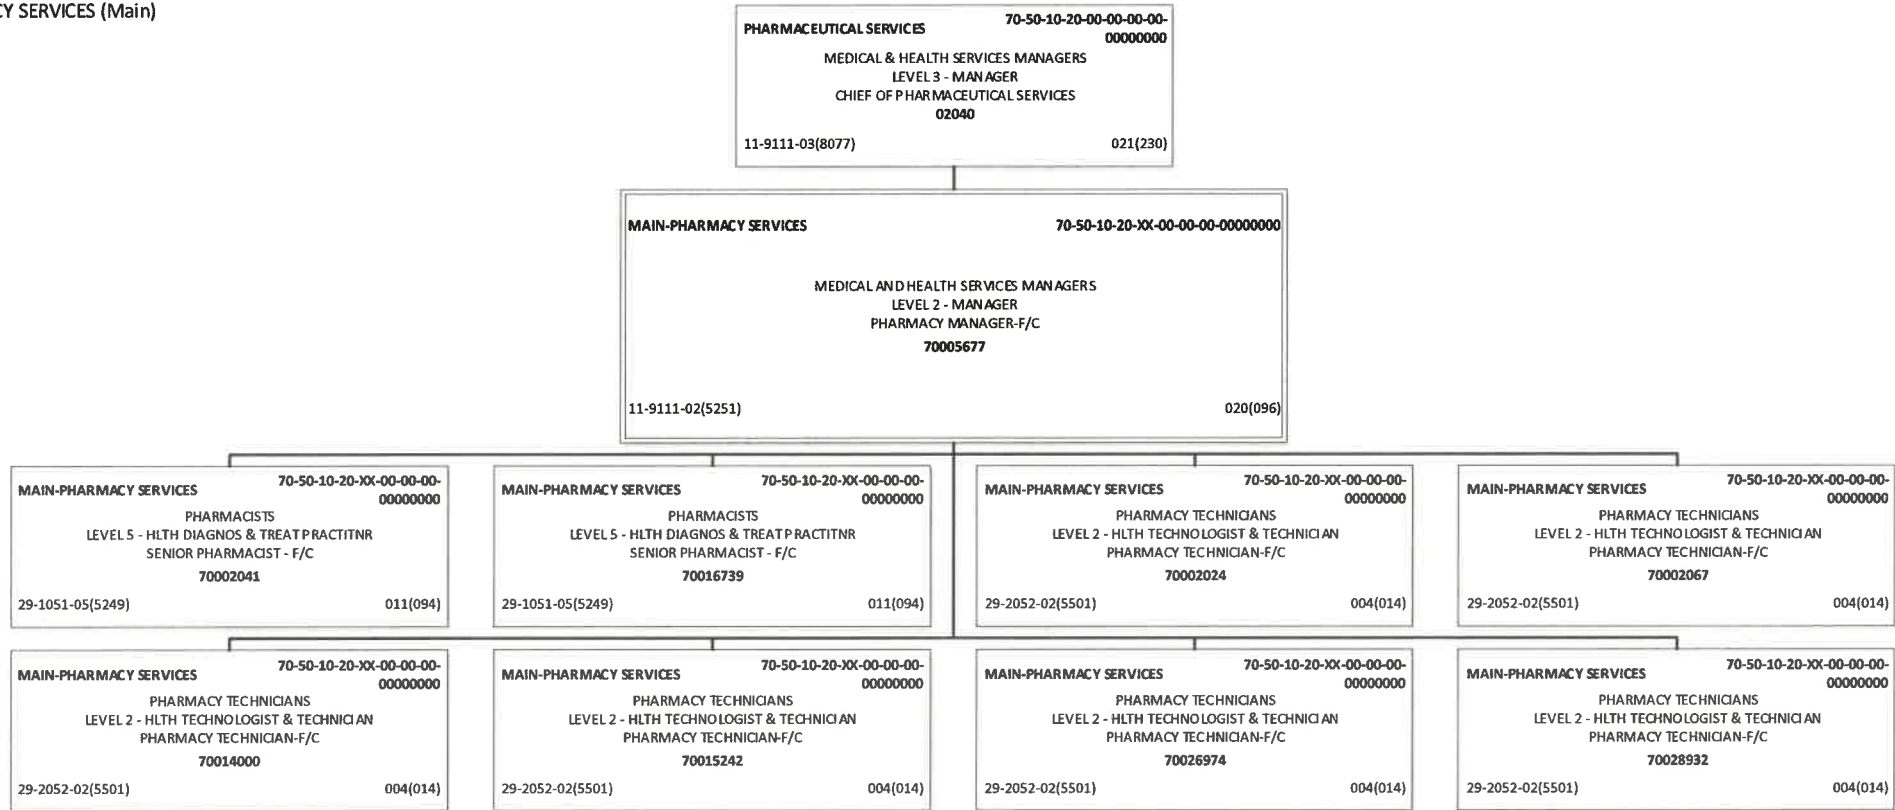 CY SERVICES (Main)
PHARMACEUTICAL SERVICES 70-50-10-20-00-00-00-00-
00000000
MEDICAL & HEALTH SERVICES MANAGERS
LEVEL 3 - MANAGER
CHIEF OF PHARMACEUTICAL SERVICES
02040
11-9111-03(8077) 021(230)
MAIN-PHARMACY SERVICES 70-50-10-20-XX-00-00-00-00000000
MEDICAL AND HEALTH SERVICES MANAGERS
LEVEL 2 - MANAGER
PHARMACY MANAGER-F/C
70005677
11-9111-02(5251) 020(096)
MAIN-PHARMACY SERVICES 70-50-10-20-XX-00-00-00-
00000000
PHARMACISTS
LEVEL 5 - HLTH DIAGNOS & TREAT PRACTITNR
SENIOR PHARMACIST - F/C
70002041
29-1051-05(5249) 011(094)
MAIN-PHARMACY SERVICES 70-50-10-20-XX-00-00-00-
00000000
PHARMACISTS
LEVEL 5 - HLTH DIAGNOS & TREAT PRACTITNR
SENIOR PHARMACIST - F/C
70016739
29-1051-05(5249) 011(094)
MAIN-PHARMACY SERVICES 70-50-10-20-XX-00-00-00-
00000000
PHARMACY TECHNICIANS
LEVEL 2 - HLTH TECHNOLOGIST & TECHNICIAN
PHARMACY TECHNICIAN-F/C
70002024
29-2052-02(5501) 004(014)
MAIN-PHARMACY SERVICES 70-50-10-20-XX-00-00-00-
00000000
PHARMACY TECHNICIANS
LEVEL 2 - HLTH TECHNOLOGIST & TECHNICIAN
PHARMACY TECHNICIAN-F/C
70002067
29-2052-02(5501) 004(014)
MAIN-PHARMACY SERVICES 70-50-10-20-XX-00-00-00-
00000000
PHARMACY TECHNICIANS
LEVEL 2 - HLTH TECHNOLOGIST & TECHNICIAN
PHARMACY TECHNICIAN-F/C
70014000
29-2052-02(5501) 004(014)
MAIN-PHARMACY SERVICES 70-50-10-20-XX-00-00-00-
00000000
PHARMACY TECHNICIANS
LEVEL 2 - HLTH TECHNOLOGIST & TECHNICIAN
PHARMACY TECHNICIAN-F/C
70015242
29-2052-02(5501) 004(014)
MAIN-PHARMACY SERVICES 70-50-10-20-XX-00-00-00-
00000000
PHARMACY TECHNICIANS
LEVEL 2 - HLTH TECHNOLOGIST & TECHNICIAN
PHARMACY TECHNICIAN-F/C
70026974
29-2052-02(5501) 004(014)
MAIN-PHARMACY SERVICES 70-50-10-20-XX-00-00-00-
00000000
PHARMACY TECHNICIANS
LEVEL 2 - HLTH TECHNOLOGIST & TECHNICIAN
PHARMACY TECHNICIAN-F/C
70028932
29-2052-02(5501) 004(014)